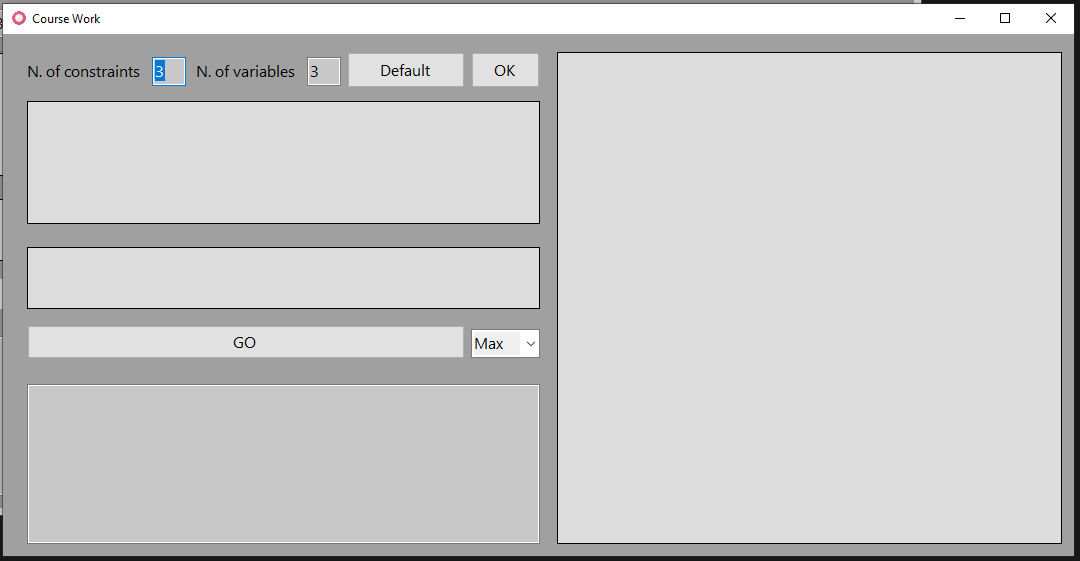 Course Work
N. of constraints 3 N. of variables 3 Default OK
GO Max